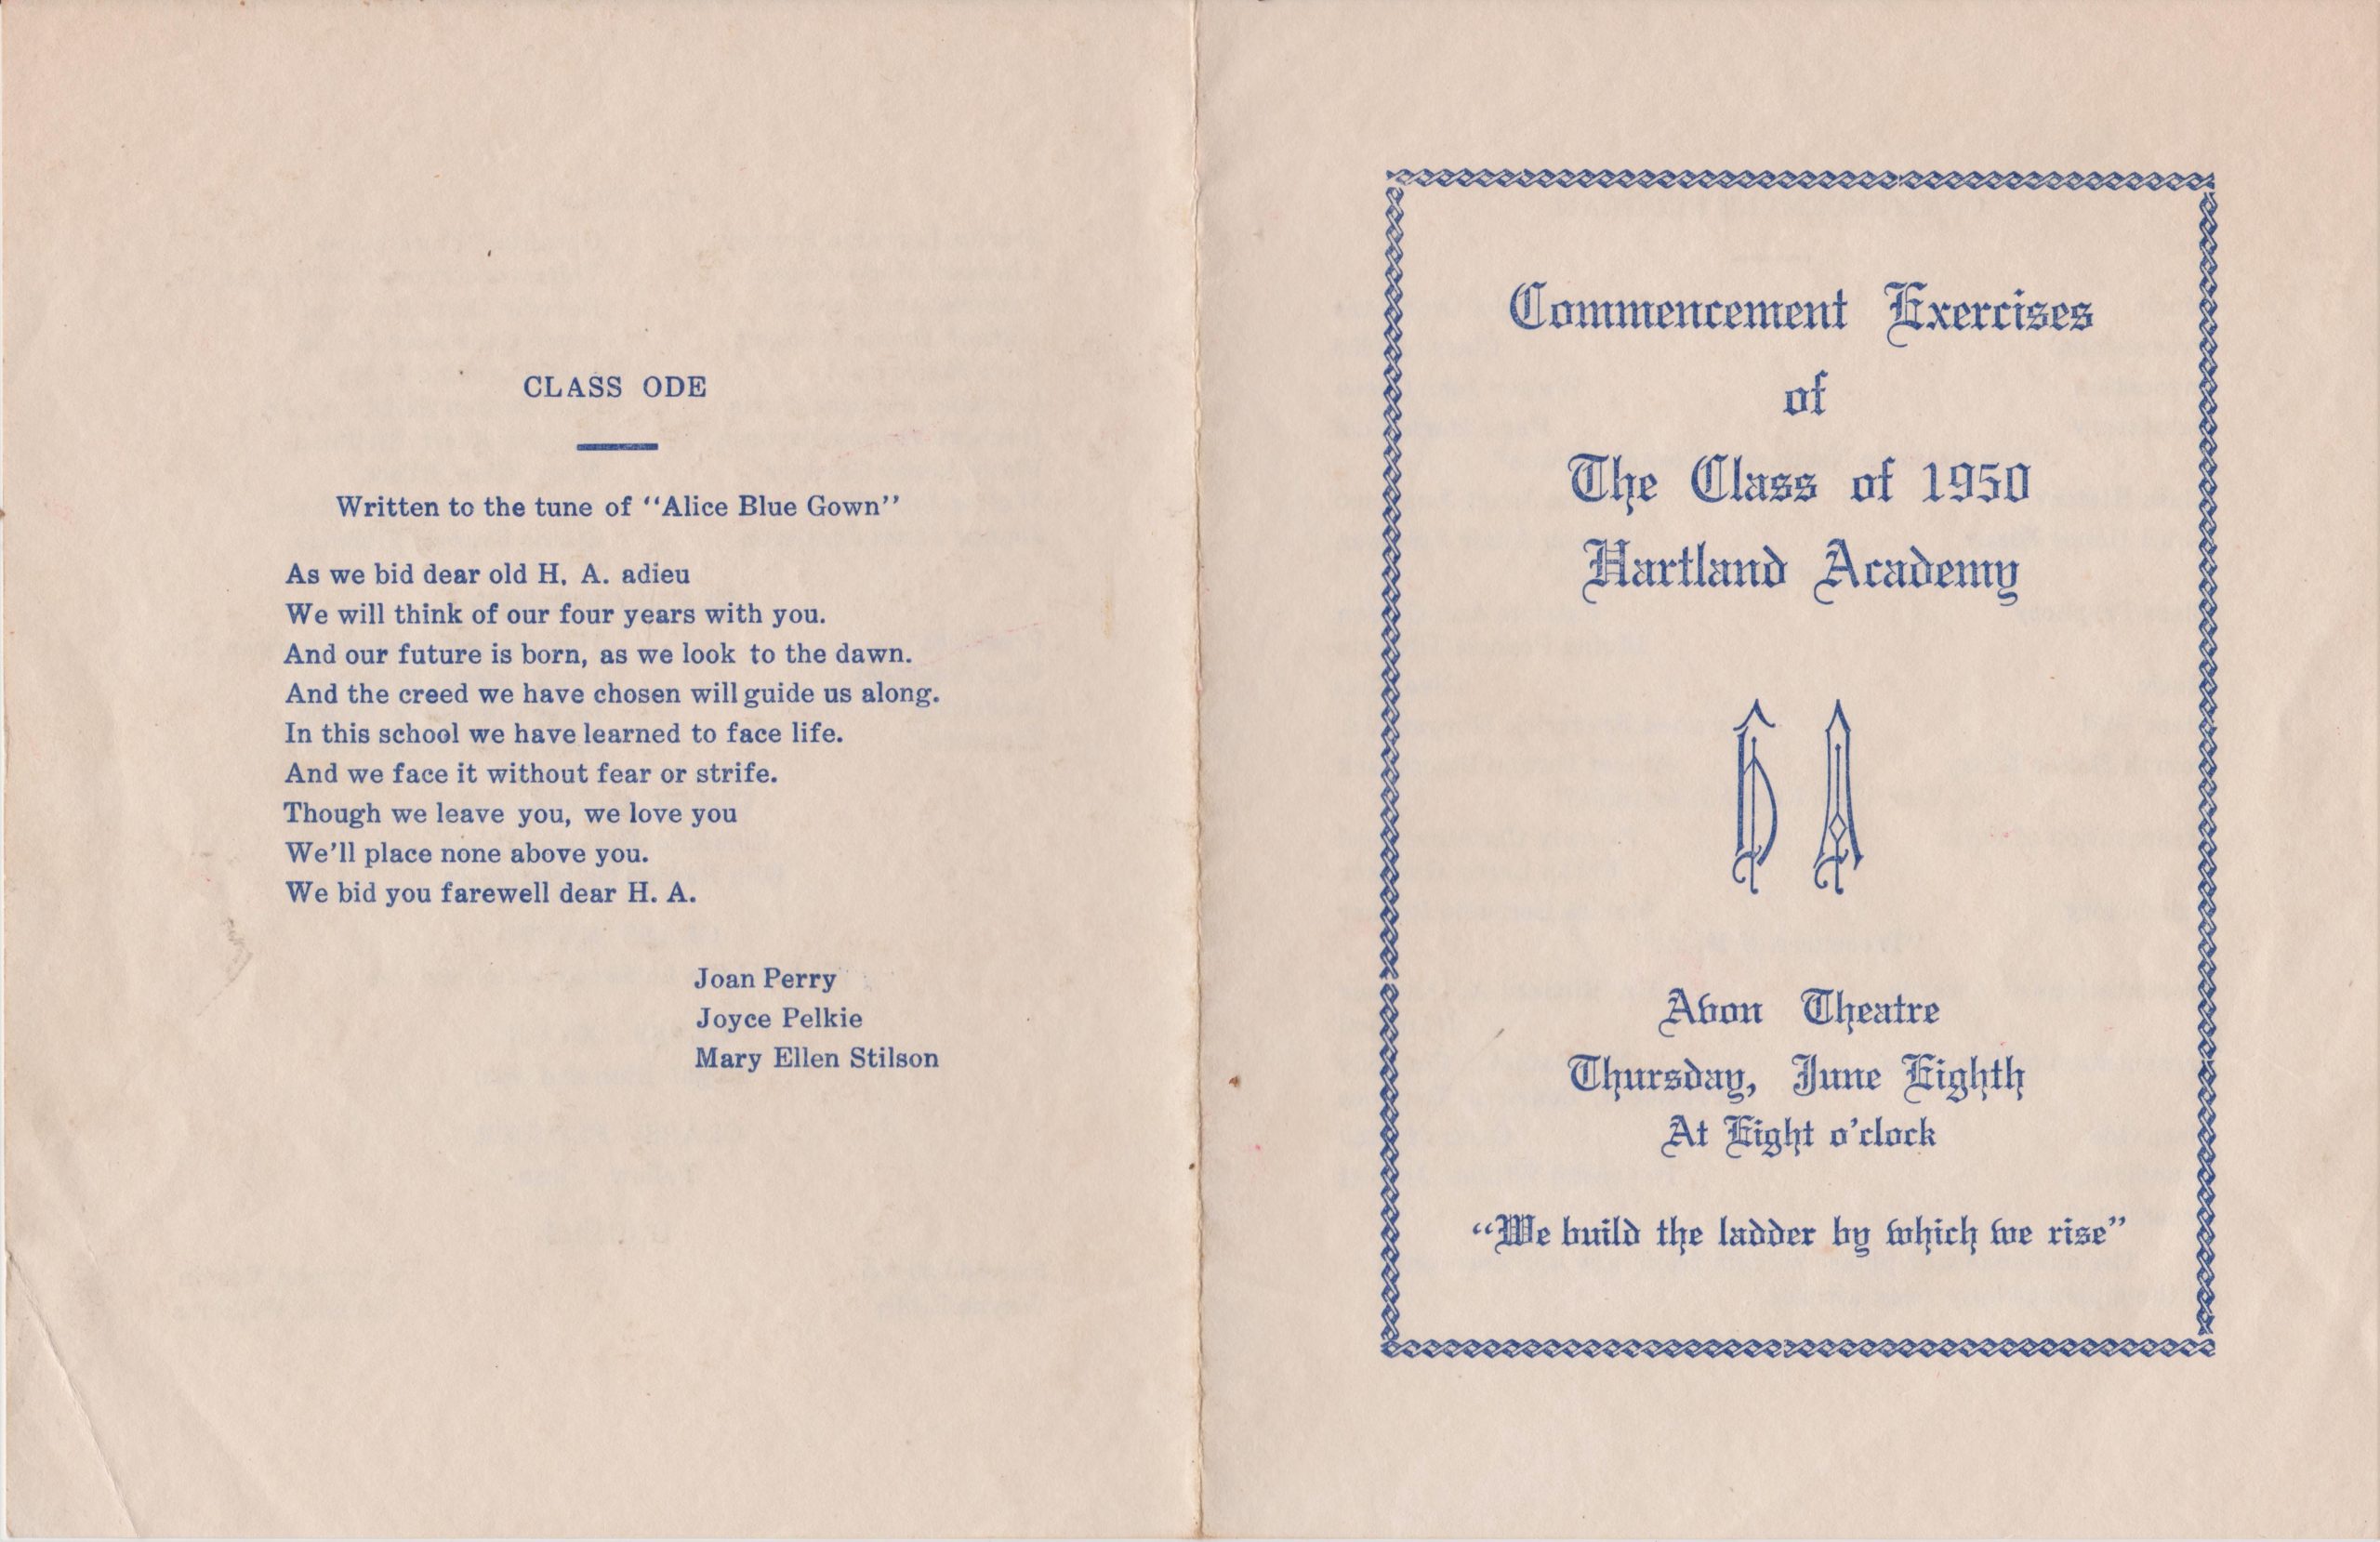 CLASS ODE
Written to the tune of "Alice Blue Gown"
As we bid dear old H. A. adieu
We will think of our four years with you.
And our future is born, as we look to the dawn.
And the creed we have chosen will guide us along.
In this school we have learned to face life.
And we face it without fear or strife.
Though we leave you, we love you
We'll place none above you.
We bid you farewell dear H. A.
Joan Perry
Joyce Pelkie
Mary Ellen Stilson
Commencement Exercises
of
The Class of 1950
Hartland Academy
H A
Avon Theatre
Thursday, June Eighth
At Eight o'clock
"We build the ladder by which we rise"